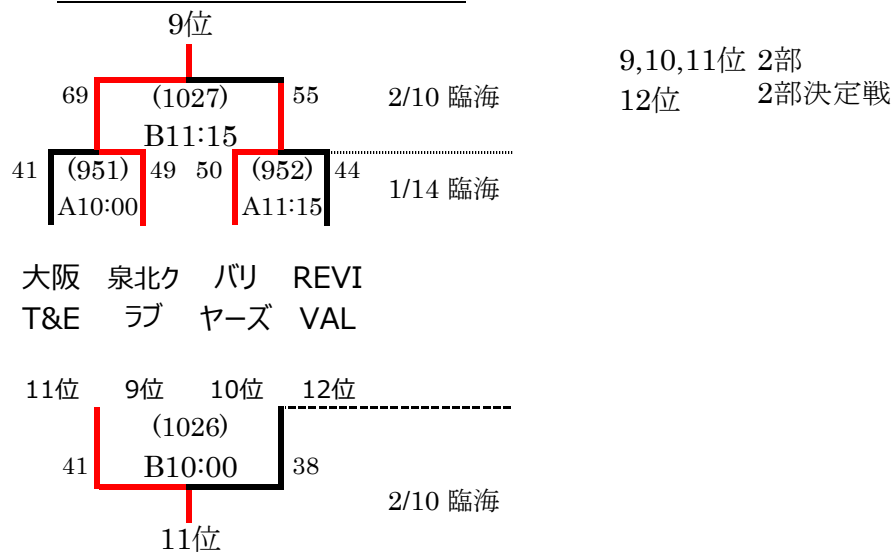 9位
9,10,11位 2部
12位 2部決定戦
69 (1027) 55 2/10 臨海
B11:15
41 (951) 49 50 (952) 44
A10:00 A11:15 1/14 臨海
大阪 泉北ク バリ REVI
T&E ラブ ヤーズ VAL
11位 9位 10位 12位
(1026)
41 B10:00 38
2/10 臨海
11位